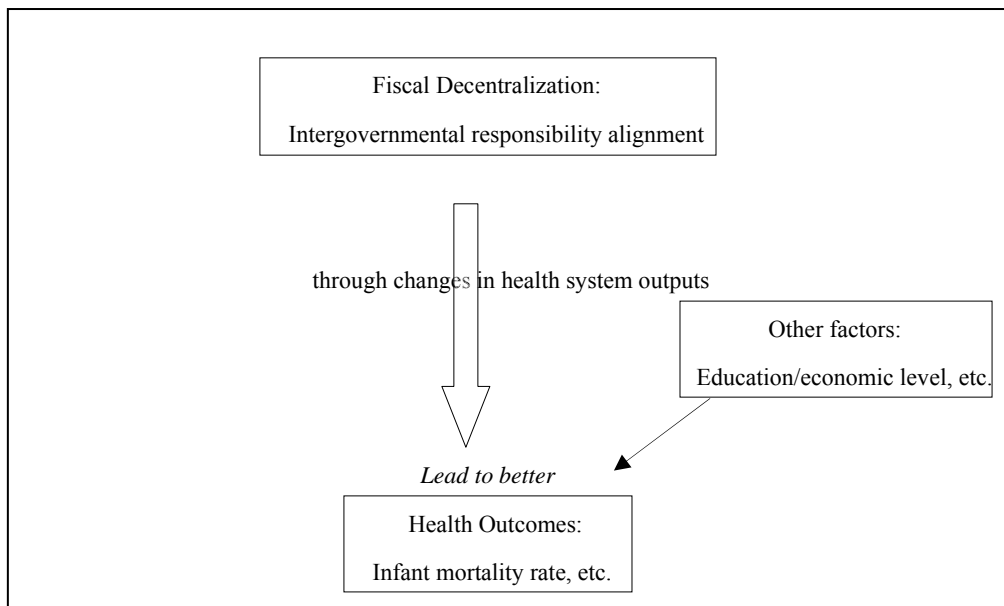 Fiscal Decentralization:
Intergovernmental responsibility alignment
through changes in health system outputs
Other factors:
Education/economic level, etc.
Lead to better
Health Outcomes:
Infant mortality rate, etc.